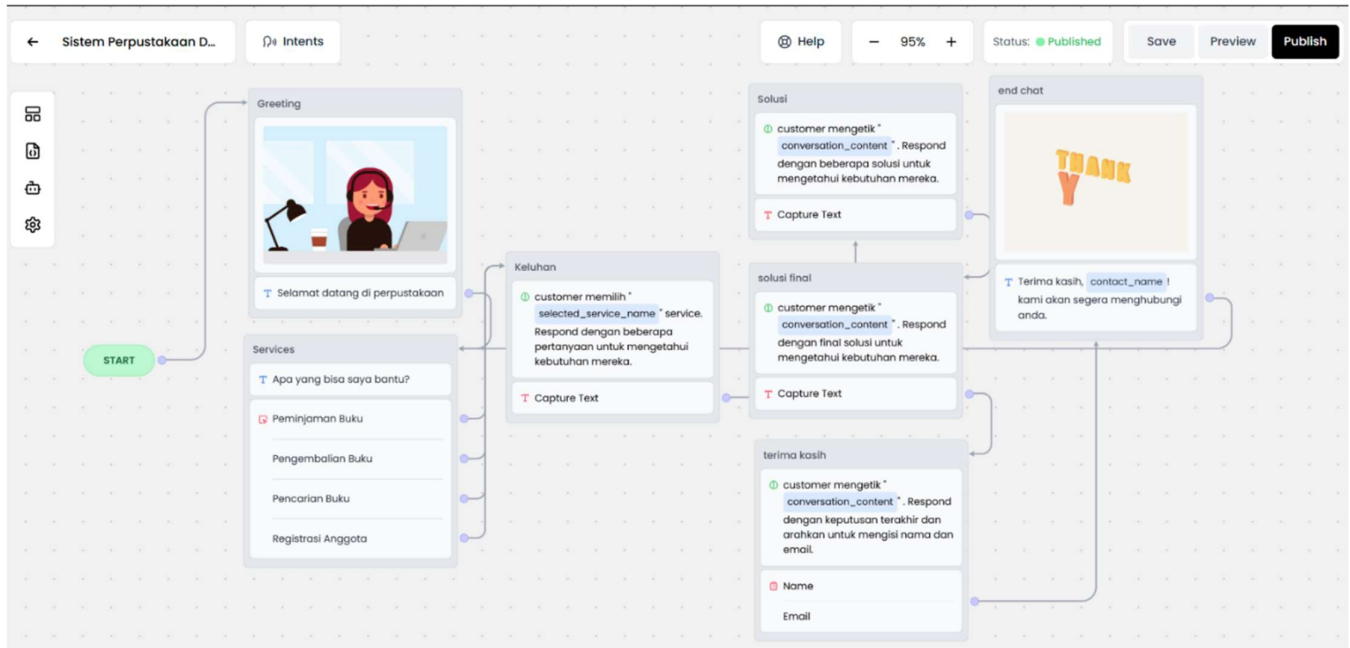 Sistem Perpustakaan D...
Intents
Help
− 95% +
Status: Published
Save
Preview
Publish
START
Greeting
Selamat datang di perpustakaan
Services
Apa yang bisa saya bantu?
Peminjaman Buku
Pengembalian Buku
Pencarian Buku
Registrasi Anggota
Keluhan
customer memilih "
selected_service_name " service.
Respond dengan beberapa
pertanyaan untuk mengetahui
kebutuhan mereka.
Capture Text
Solusi
customer mengetik "
conversation_content ". Respond
dengan beberapa solusi untuk
mengetahui kebutuhan mereka.
Capture Text
solusi final
customer mengetik "
conversation_content ". Respond
dengan final solusi untuk
mengetahui kebutuhan mereka.
Capture Text
terima kasih
customer mengetik "
conversation_content ". Respond
dengan keputusan terakhir dan
arahkan untuk mengisi nama dan
email.
Name
Email
end chat
THANK
Y
Terima kasih, contact_name !
kami akan segera menghubungi
anda.